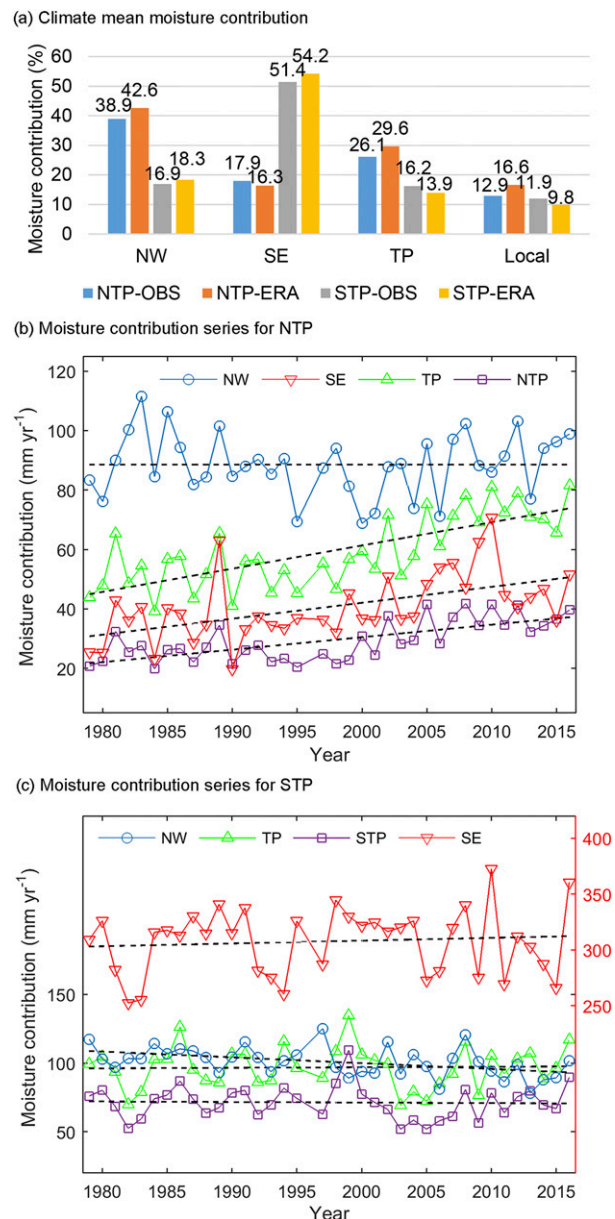 (a) Climate mean moisture contribution
Moisture contribution (%)
60
50
40
30
20
10
0
38.9
42.6
16.9
18.3
17.9
16.3
51.4
54.2
26.1
29.6
16.2
13.9
12.9
16.6
11.9
9.8
NW SE TP Local
NTP-OBS NTP-ERA STP-OBS STP-ERA
(b) Moisture contribution series for NTP
NW SE TP NTP
Moisture contribution (mm yr-1)
120
100
80
60
40
20
1980 1985 1990 1995 2000 2005 2010 2015
Year
(c) Moisture contribution series for STP
NW TP STP SE
Moisture contribution (mm yr-1)
150
100
50
400
350
300
250
1980 1985 1990 1995 2000 2005 2010 2015
Year